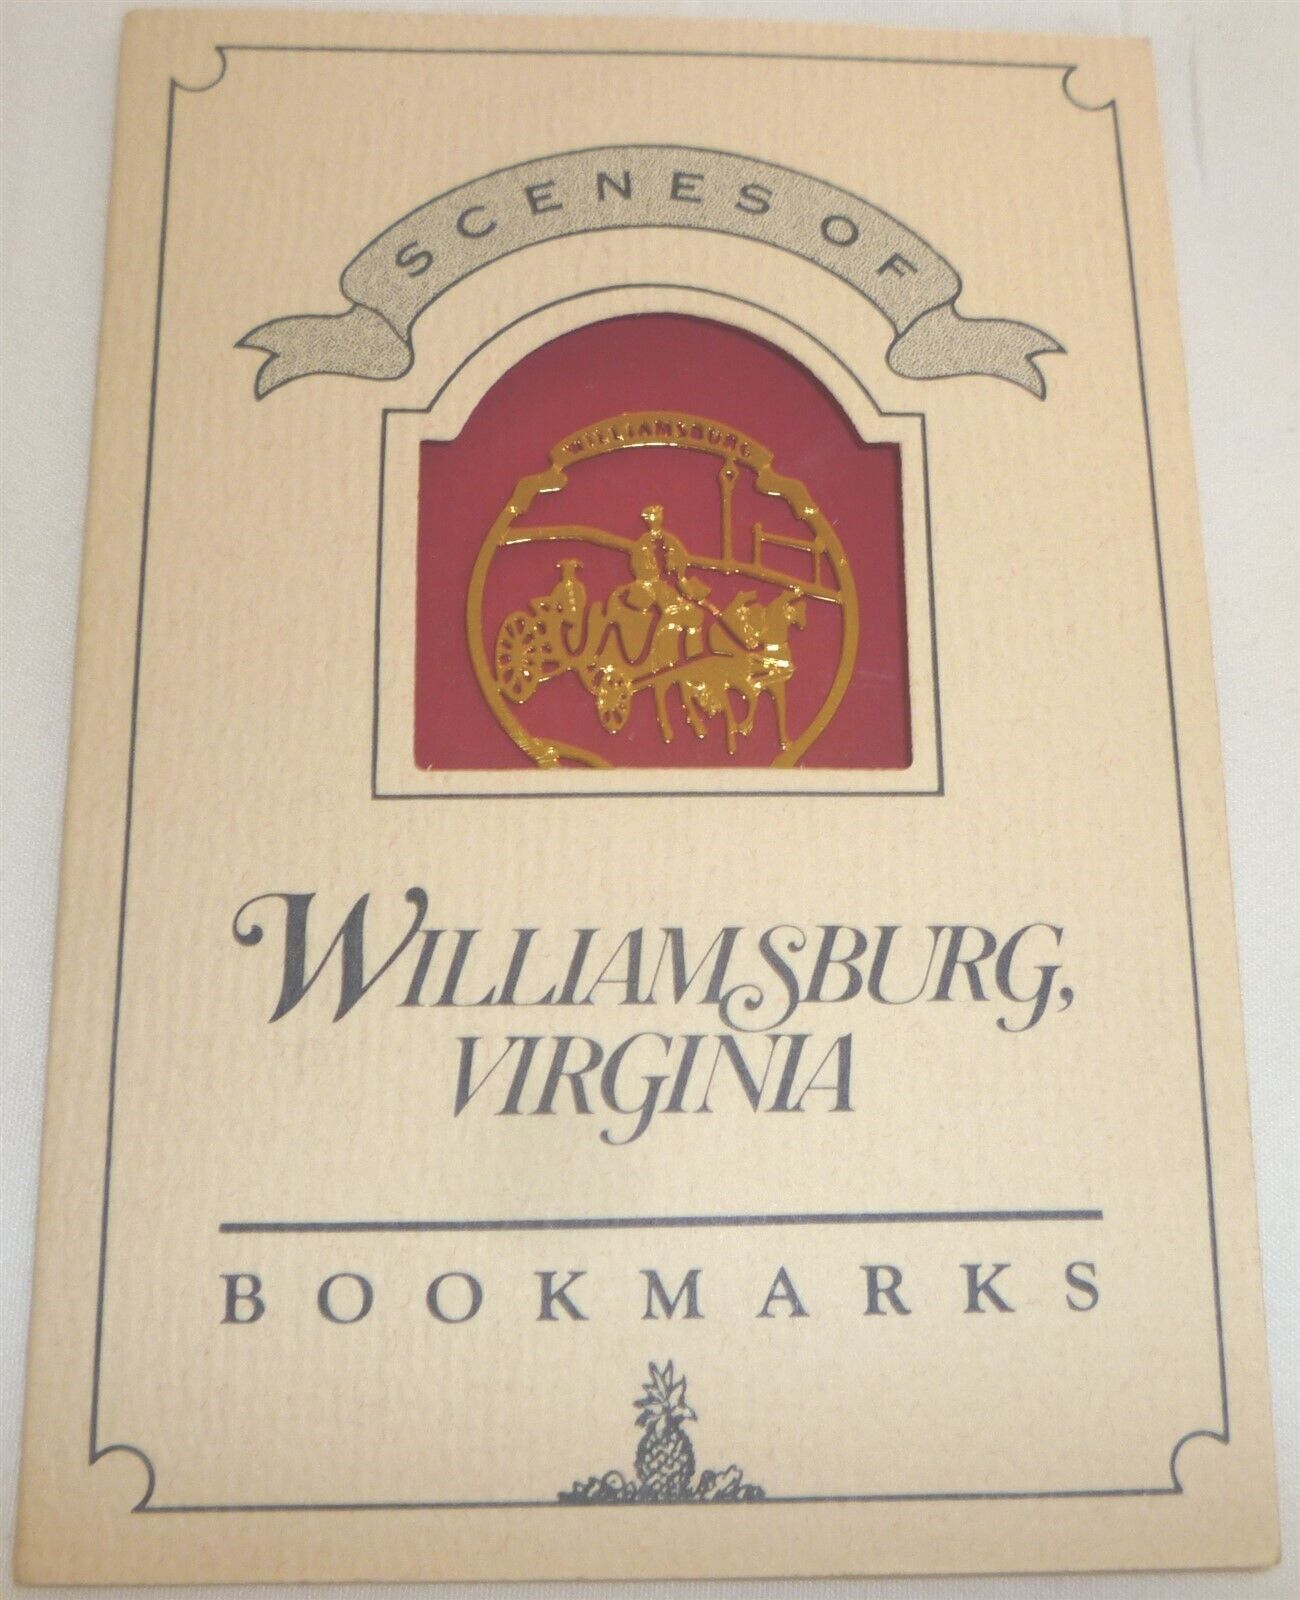 SCENES OF
WILLIAMSBURG
WILLIAMSBURG,
VIRGINIA
BOOKMARKS